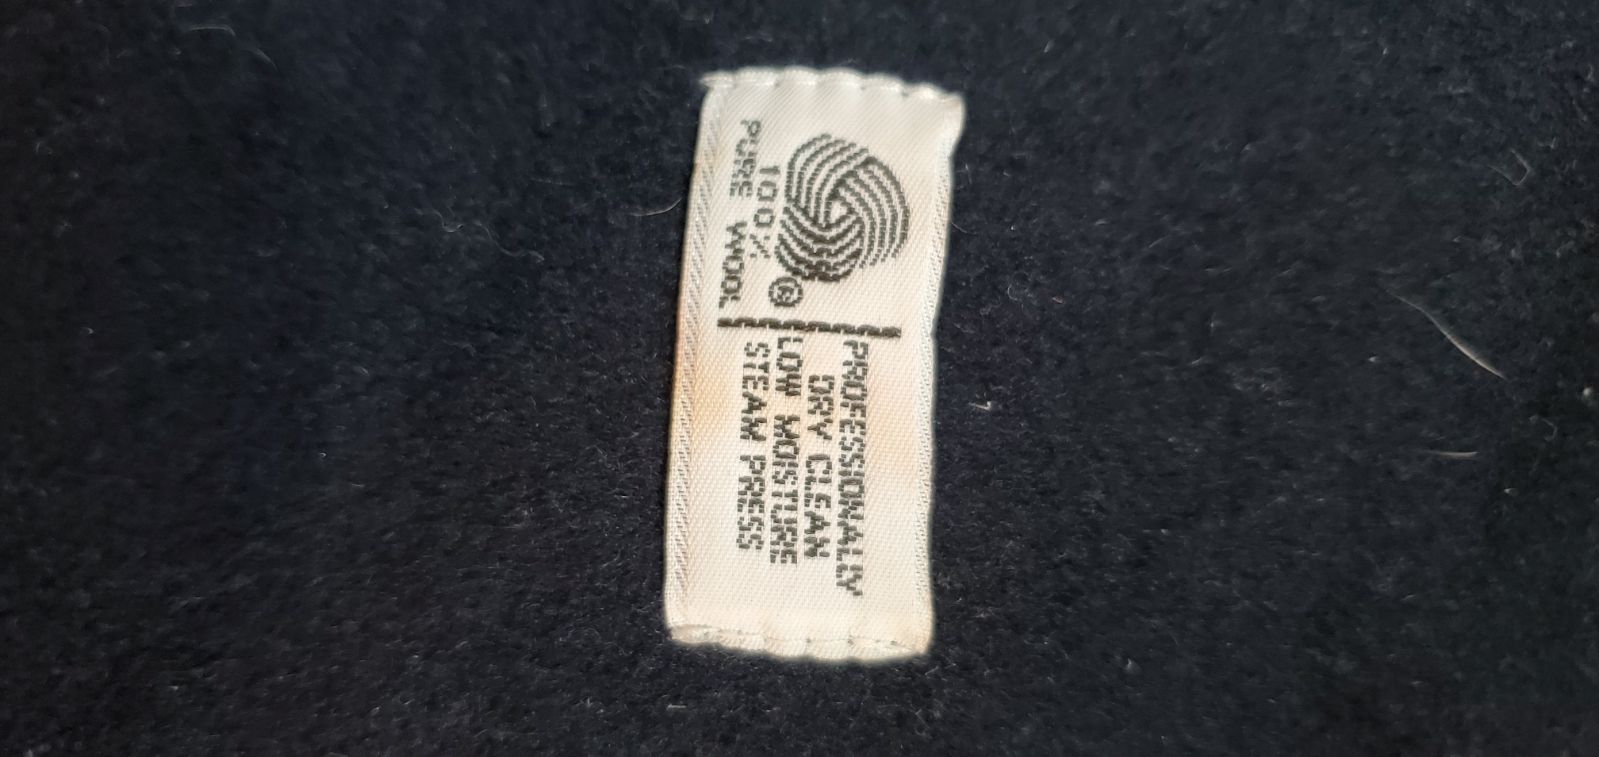 ®
100%
PURE WOOL
PROFESSIONALLY
DRY CLEAN
LOW MOISTURE
STEAM PRESS